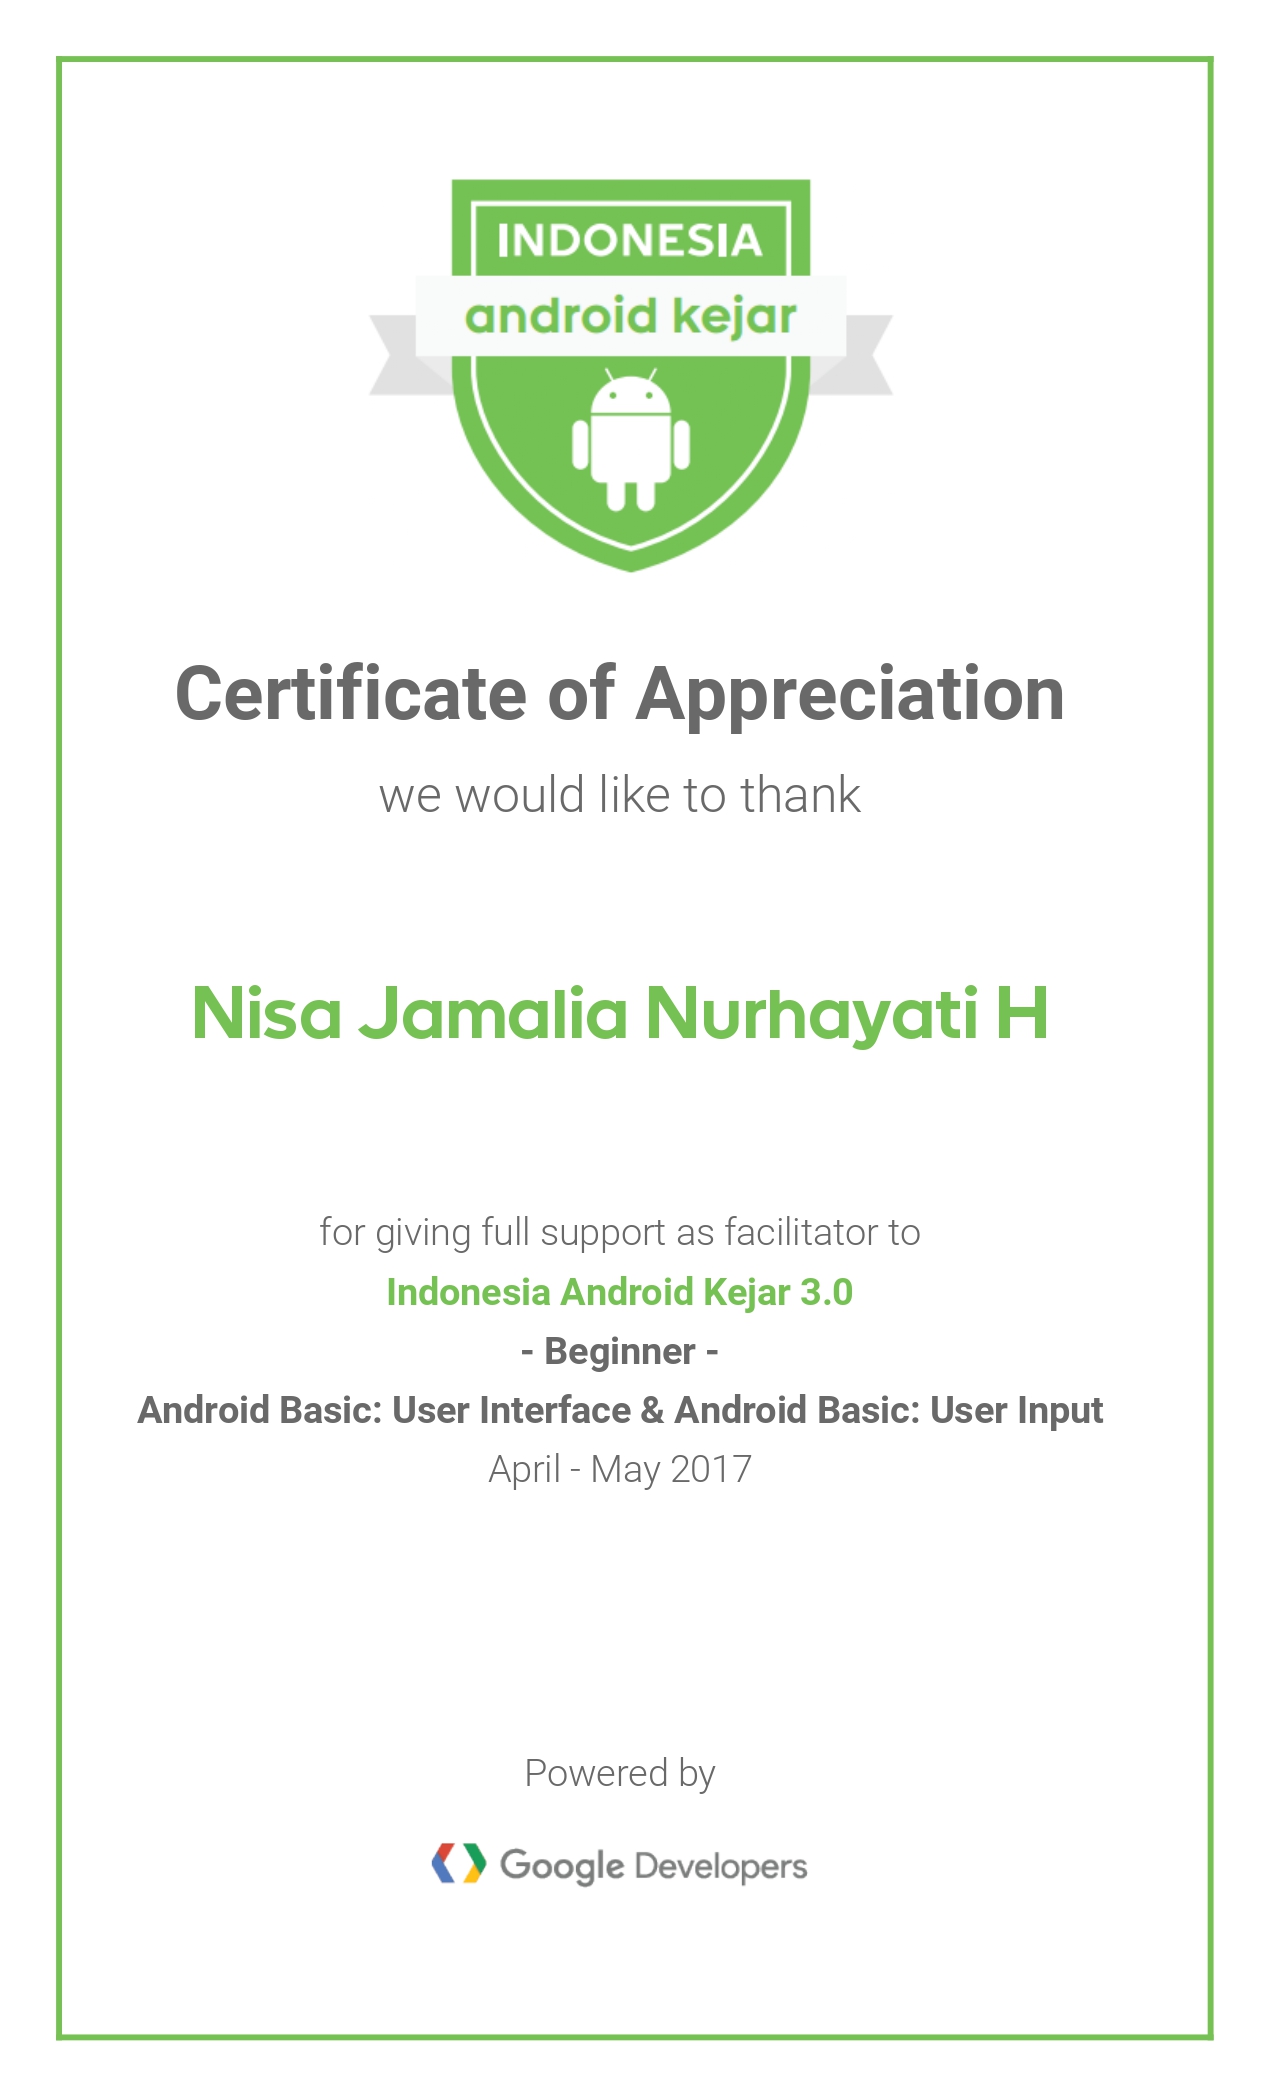 INDONESIA
android kejar
Certificate of Appreciation
we would like to thank
Nisa Jamalia Nurhayati H
for giving full support as facilitator to
Indonesia Android Kejar 3.0
- Beginner -
Android Basic: User Interface & Android Basic: User Input
April - May 2017
Powered by
Google Developers